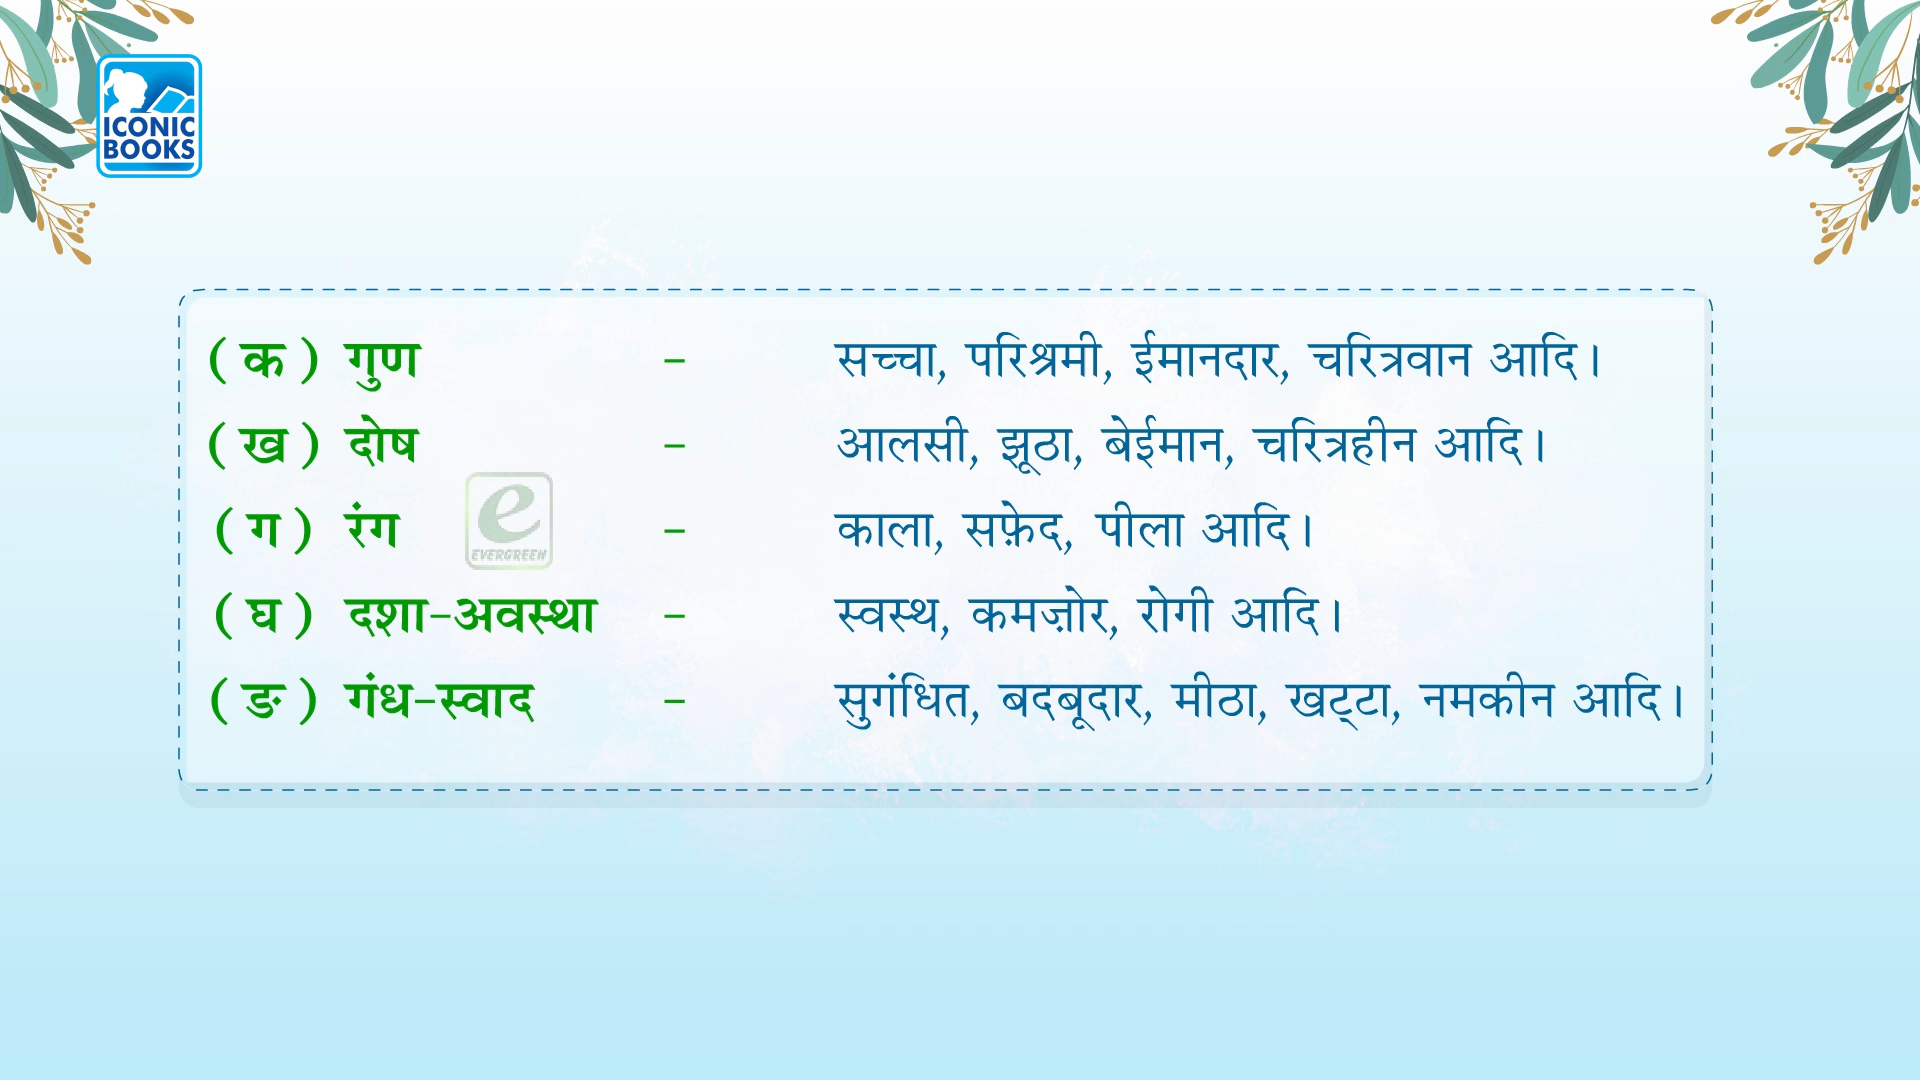 ICONIC
BOOKS
(क) गुण – सच्चा, परिश्रमी, ईमानदार, चरित्रवान आदि।
(ख) दोष – आलसी, झूठा, बेईमान, चरित्रहीन आदि।
(ग) रंग – काला, सफ़ेद, पीला आदि।
e
EVERGREEN
(घ) दशा-अवस्था – स्वस्थ, कमज़ोर, रोगी आदि।
(ङ) गंध-स्वाद – सुगंधित, बदबूदार, मीठा, खट्‌टा, नमकीन आदि।